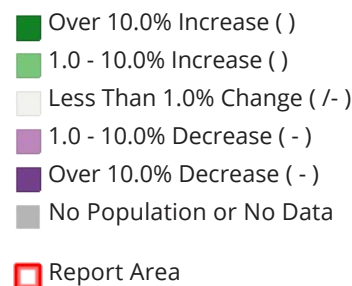 Over 10.0% Increase ( )
1.0 - 10.0% Increase ( )
Less Than 1.0% Change ( /- )
1.0 - 10.0% Decrease ( - )
Over 10.0% Decrease ( - )
No Population or No Data
Report Area